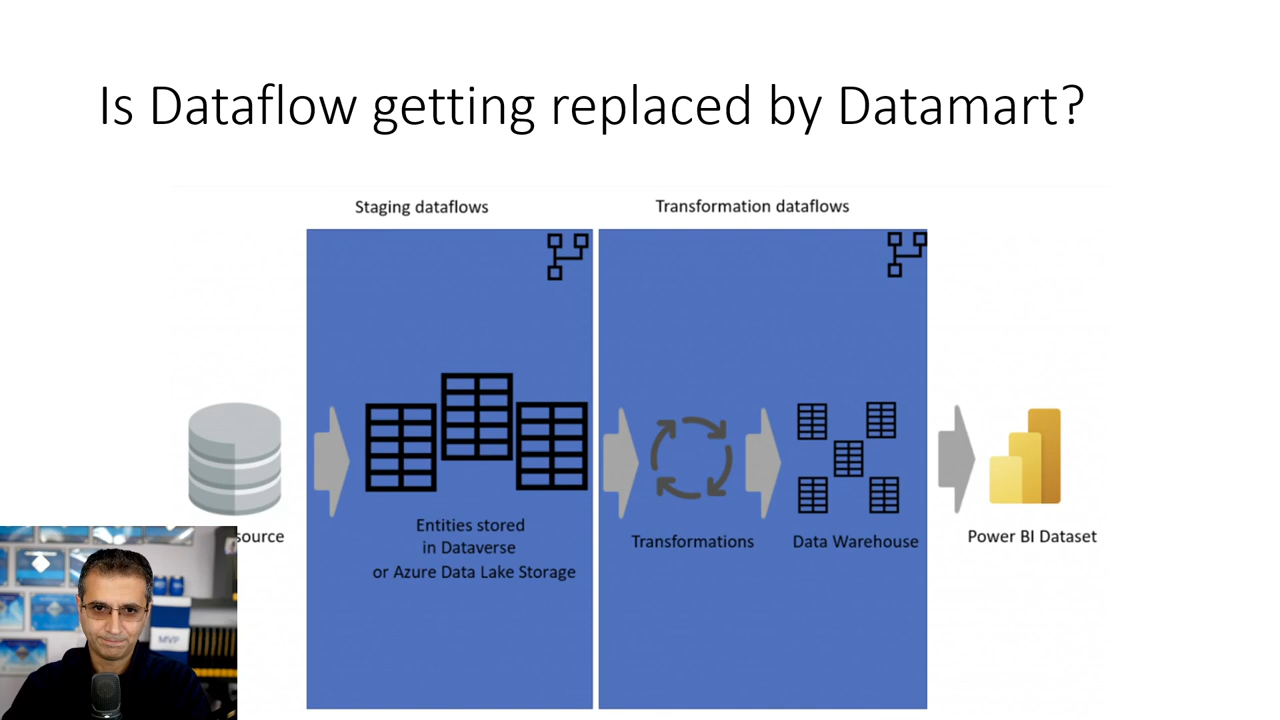 Is Dataflow getting replaced by Datamart?
Staging dataflows
Transformation dataflows
Entities stored
in Dataverse
or Azure Data Lake Storage
Transformations
Data Warehouse
source
Power BI Dataset
MVP